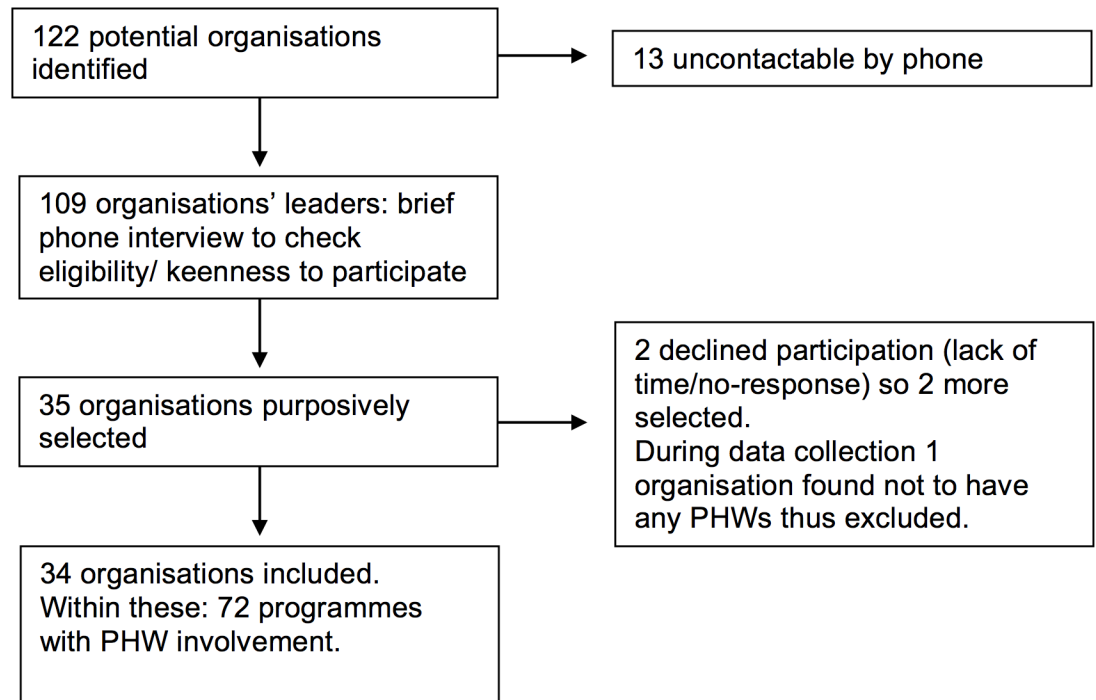 122 potential organisations
identified
13 uncontactable by phone
109 organisations’ leaders: brief
phone interview to check
eligibility/ keenness to participate
35 organisations purposively
selected
2 declined participation (lack of
time/no-response) so 2 more
selected.
During data collection 1
organisation found not to have
any PHWs thus excluded.
34 organisations included.
Within these: 72 programmes
with PHW involvement.